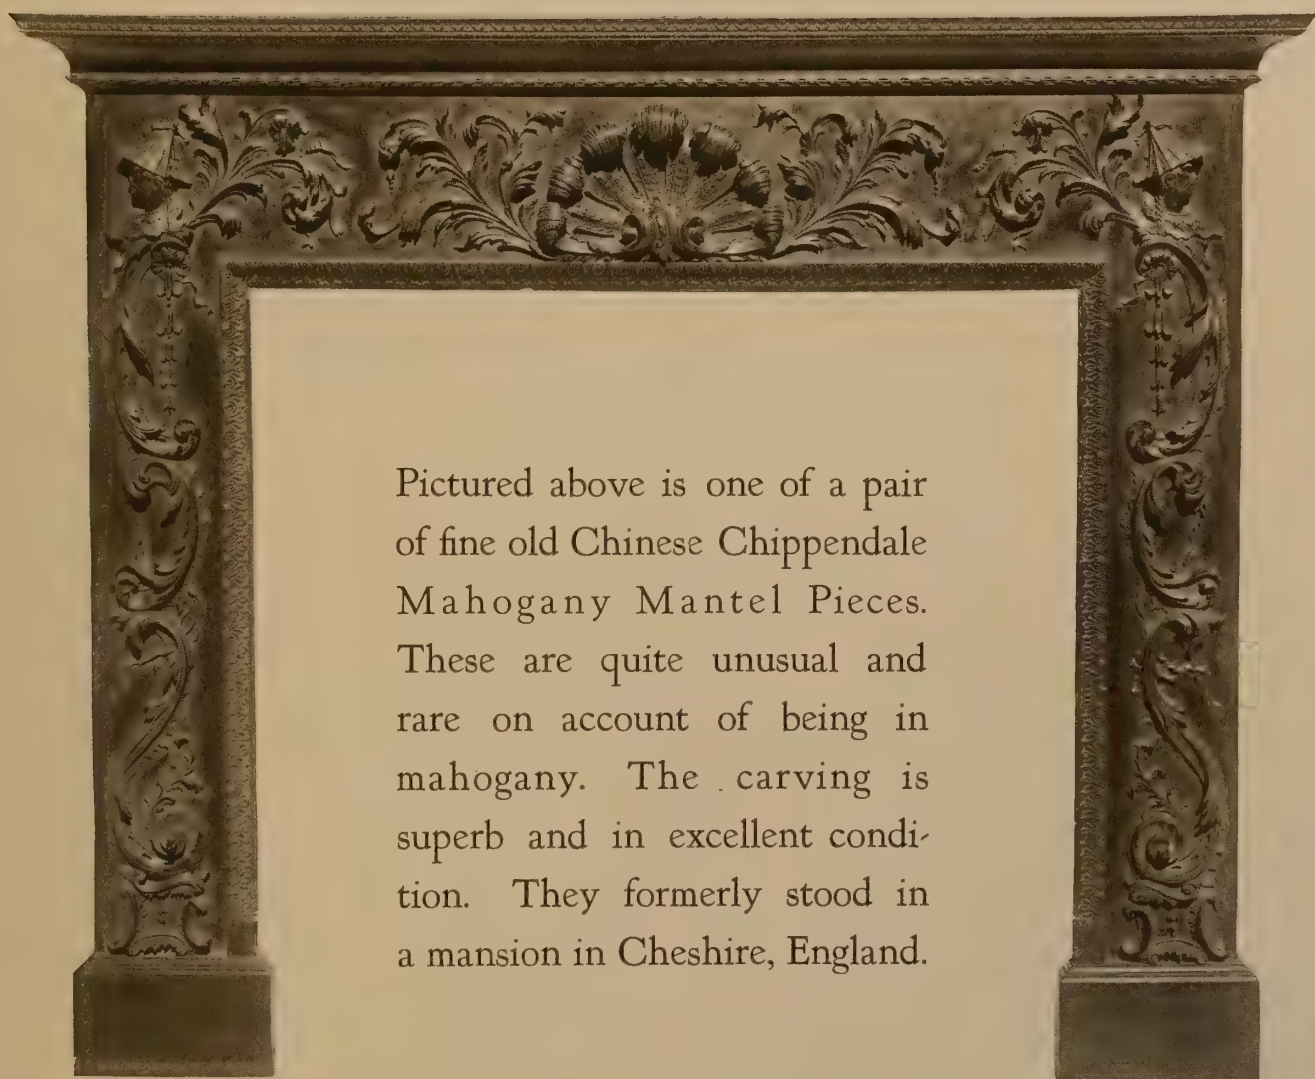 Pictured above is one of a pair
of fine old Chinese Chippendale
Mahogany Mantel Pieces.
These are quite unusual and
rare on account of being in
mahogany. The carving is
superb and in excellent condi-
tion. They formerly stood in
a mansion in Cheshire, England.